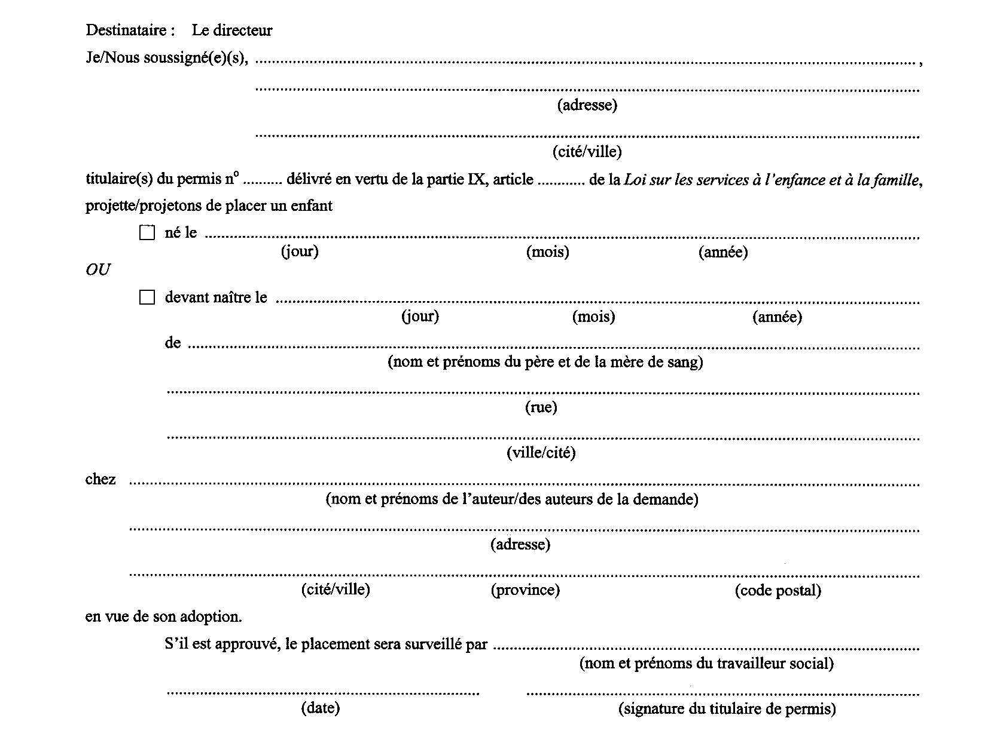 Destinataire : Le directeur
Je/Nous soussigné(e)(s), ........................................ ,
........................................
(adresse)
........................................
(cité/ville)
titulaire(s) du permis nº .......... délivré en vertu de la partie IX, article ............ de la Loi sur les services à l'enfance et à la famille,
projette/projetons de placer un enfant
☐ né le ........................................
(jour) (mois) (année)
OU
☐ devant naître le ........................................
(jour) (mois) (année)
de ........................................
(nom et prénoms du père et de la mère de sang)
........................................
(rue)
........................................
(ville/cité)
chez ........................................
(nom et prénoms de l'auteur/des auteurs de la demande)
........................................
(adresse)
........................................
(cité/ville) (province) (code postal)
en vue de son adoption.
S'il est approuvé, le placement sera surveillé par ........................................
(nom et prénoms du travailleur social)
........................................ ........................................
(date) (signature du titulaire de permis)